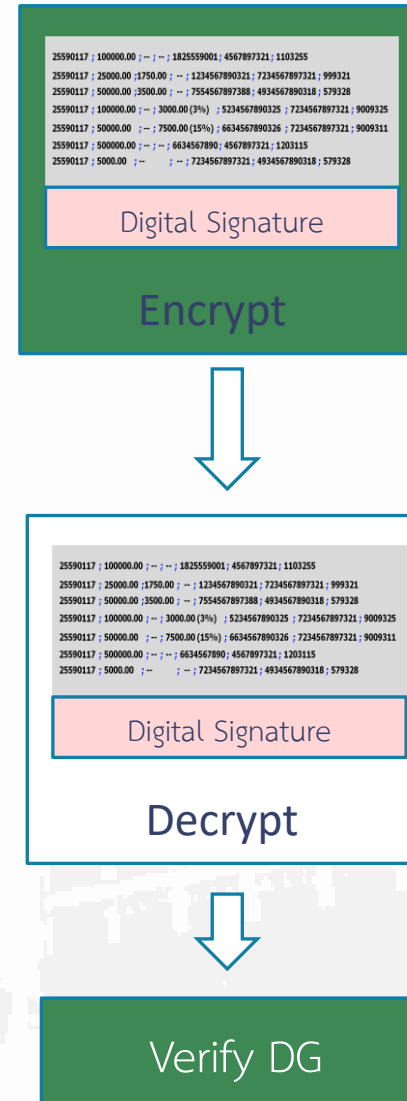 25590117 ; 100000.00 ; -- ; -- ; 1825559001; 4567897321; 1103255
25590117 ; 25000.00 ;1750.00 ; -- ; 1234567890321; 7234567897321; 999321
25590117 ; 50000.00 ;3500.00 ; -- ; 7554567897388; 4934567890318; 579328
25590117 ; 100000.00 ; -- ; 3000.00 (3%) ; 5234567890325 ; 7234567897321; 9009325
25590117 ; 50000.00 ; -- ; 7500.00 (15%) ; 6634567890326 ; 7234567897321; 9009311
25590117 ; 500000.00 ; -- ; -- ; 6634567890; 4567897321; 1203115
25590117 ; 5000.00 ; -- ; -- ; 7234567897321; 4934567890318; 579328
Digital Signature
Encrypt
25590117 ; 100000.00 ; -- ; -- ; 1825559001; 4567897321; 1103255
25590117 ; 25000.00 ;1750.00 ; -- ; 1234567890321; 7234567897321; 999321
25590117 ; 50000.00 ;3500.00 ; -- ; 7554567897388; 4934567890318; 579328
25590117 ; 100000.00 ; -- ; 3000.00 (3%) ; 5234567890325 ; 7234567897321; 9009325
25590117 ; 50000.00 ; -- ; 7500.00 (15%) ; 6634567890326 ; 7234567897321; 9009311
25590117 ; 500000.00 ; -- ; -- ; 6634567890; 4567897321; 1203115
25590117 ; 5000.00 ; -- ; -- ; 7234567897321; 4934567890318; 579328
Digital Signature
Decrypt
Verify DG